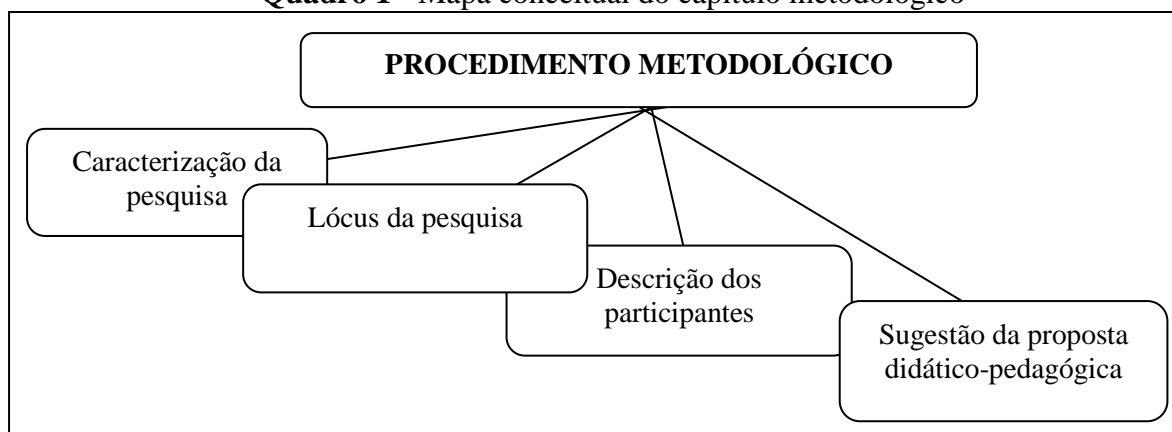 Quadro 1 - Mapa conceitual do capítulo metodológico
PROCEDIMENTO METODOLÓGICO
Caracterização da
pesquisa
Lócus da pesquisa
Descrição dos
participantes
Sugestão da proposta
didático-pedagógica